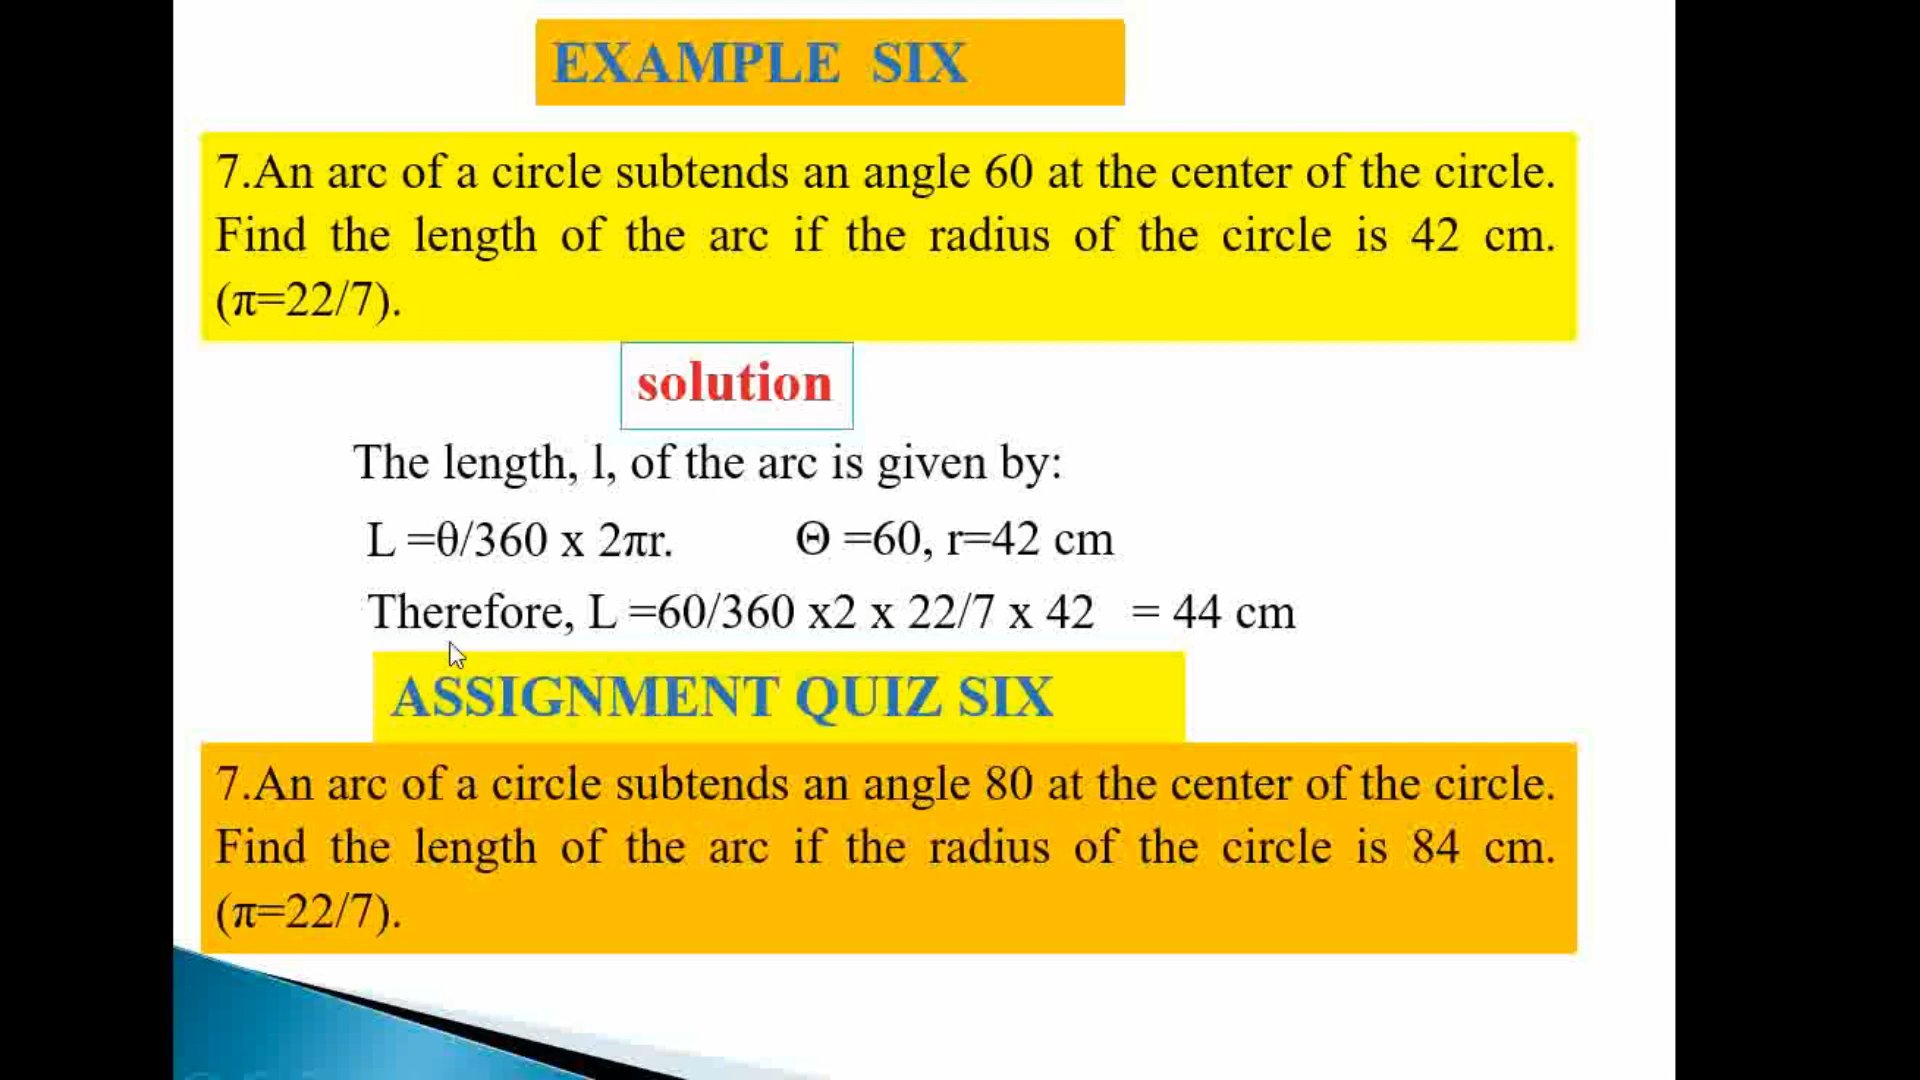 EXAMPLE SIX
7.An arc of a circle subtends an angle 60 at the center of the circle.
Find the length of the arc if the radius of the circle is 42 cm.
(π=22/7).
solution
The length, l, of the arc is given by:
L =θ/360 x 2πr. Θ =60, r=42 cm
Therefore, L =60/360 x2 x 22/7 x 42 = 44 cm
ASSIGNMENT QUIZ SIX
7.An arc of a circle subtends an angle 80 at the center of the circle.
Find the length of the arc if the radius of the circle is 84 cm.
(π=22/7).